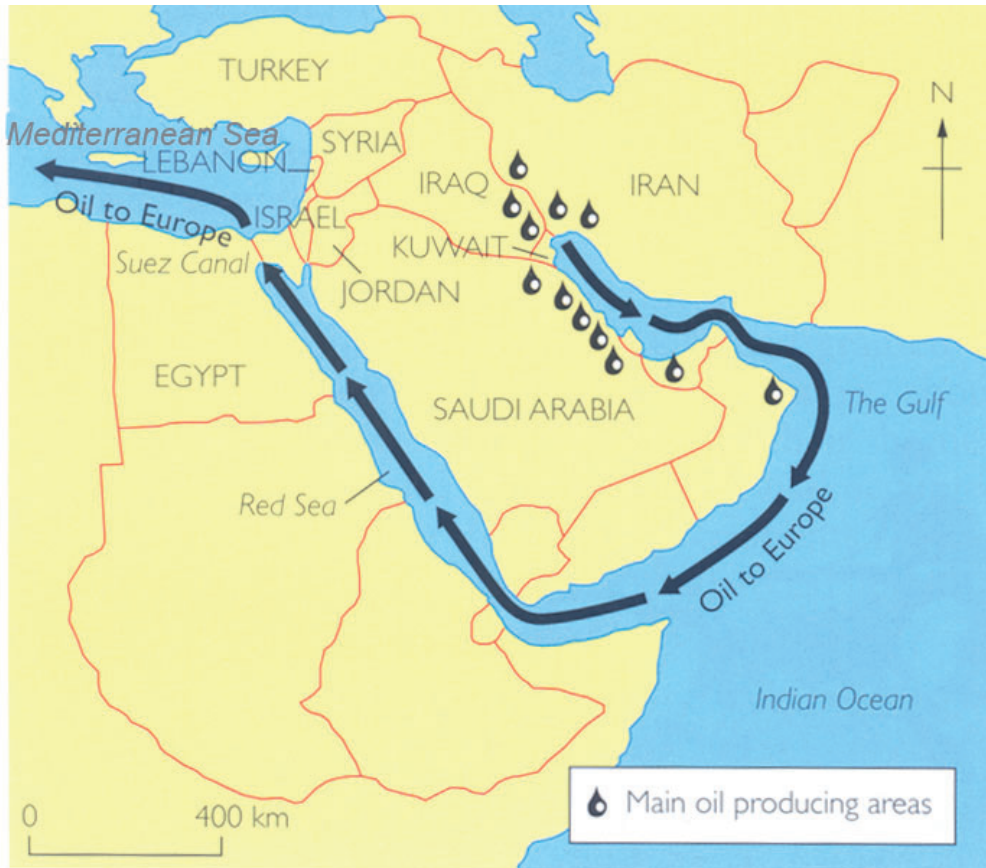 TURKEY
N
Mediterranean Sea
SYRIA
LEBANON
IRAQ
IRAN
Oil to Europe
ISRAEL
KUWAIT
Suez Canal
JORDAN
EGYPT
SAUDI ARABIA
The Gulf
Red Sea
Oil to Europe
Indian Ocean
0 400 km
Main oil producing areas